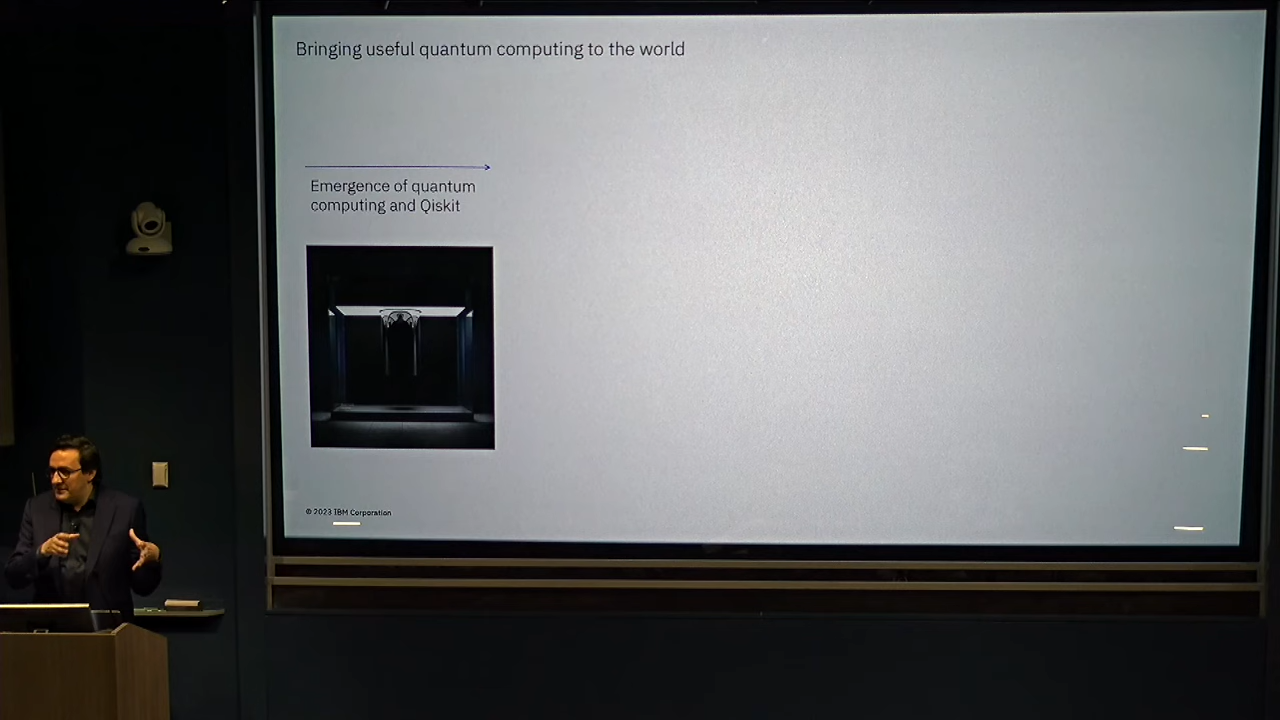 Bringing useful quantum computing to the world
Emergence of quantum
computing and Qiskit
© 2023 IBM Corporation